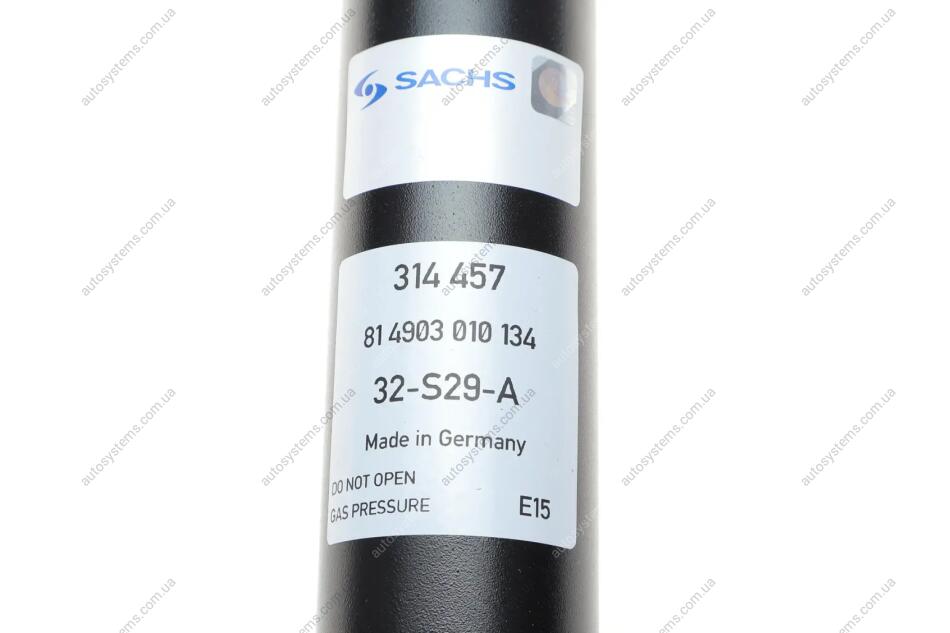 SACHS
314 457
81 4903 010 134
32-S29-A
Made in Germany
DO NOT OPEN
GAS PRESSURE
E15
autosystems.com.ua